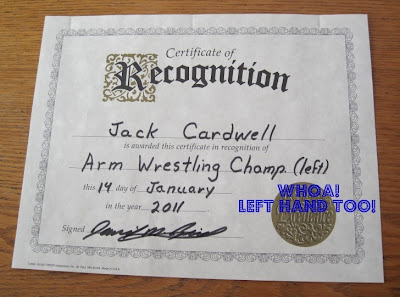 Certificate of
Recognition
Jack Cardwell
is awarded this certificate in recognition of
Arm Wrestling Champ (left)
this 14 day of January
in the year 2011
Signed
WHOA!
LEFT HAND TOO!